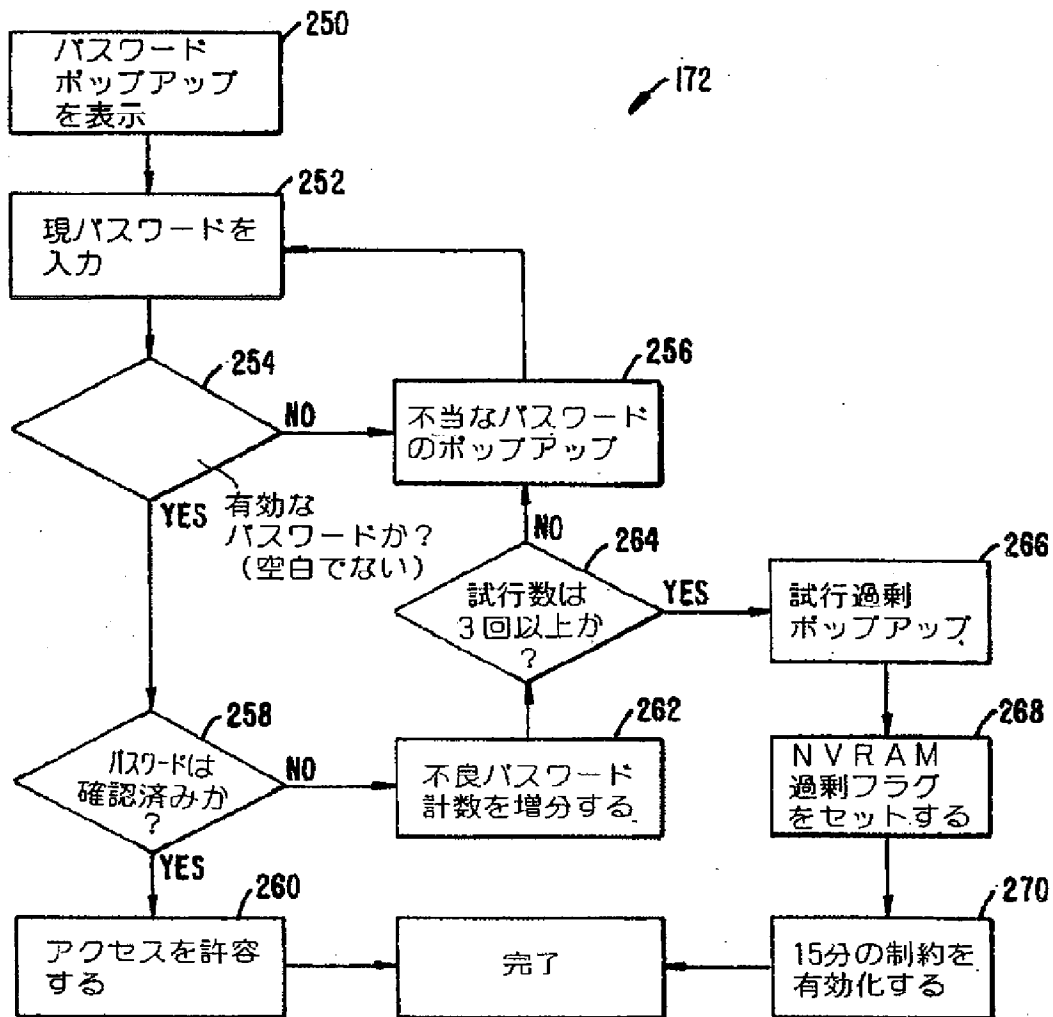 250
パスワード
ポップアップ
を表示
172
252
現パスワードを
入力
254
NO
YES
有効な
パスワードか?
(空白でない)
256
不当なパスワード
のポップアップ
NO
264
試行数は
3回以上か
?
YES
266
試行過剰
ポップアップ
258
パスワードは
確認済みか
?
NO
YES
262
不良パスワード
計数を増分する
268
NVRAM
過剰フラグ
をセットする
260
アクセスを許容
する
完了
270
15分の制約を
有効化する